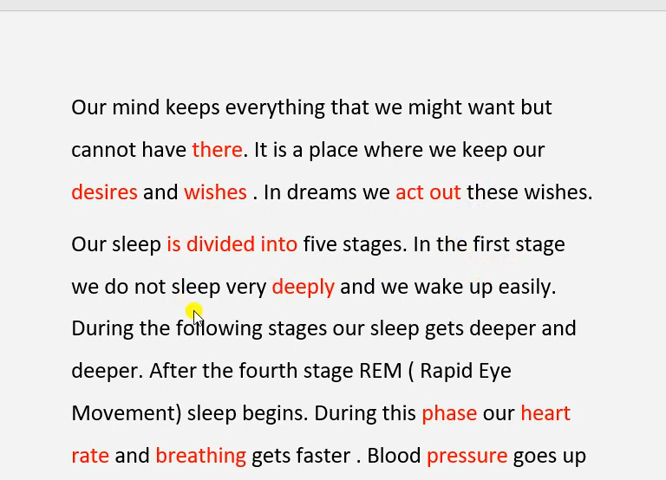 Our mind keeps everything that we might want but
cannot have there. It is a place where we keep our
desires and wishes . In dreams we act out these wishes.
Our sleep is divided into five stages. In the first stage
we do not sleep very deeply and we wake up easily.
During the following stages our sleep gets deeper and
deeper. After the fourth stage REM ( Rapid Eye
Movement) sleep begins. During this phase our heart
rate and breathing gets faster . Blood pressure goes up